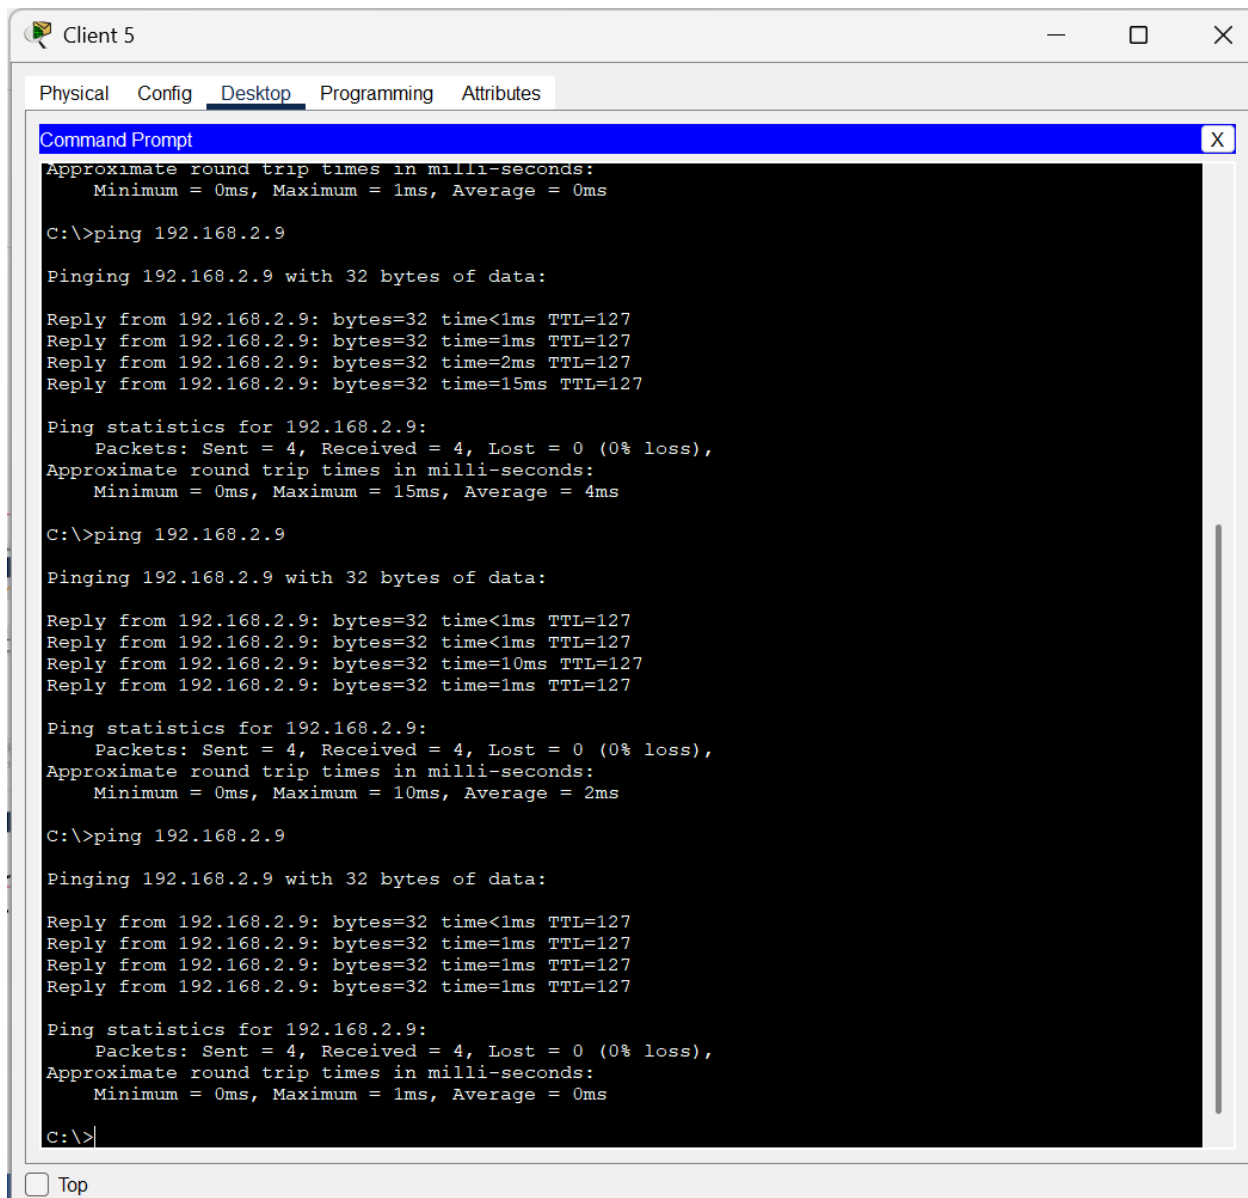 Client 5
Physical Config Desktop Programming Attributes
Command Prompt
X
Approximate round trip times in milli-seconds:
    Minimum = 0ms, Maximum = 1ms, Average = 0ms
C:\>ping 192.168.2.9
Pinging 192.168.2.9 with 32 bytes of data:
Reply from 192.168.2.9: bytes=32 time<1ms TTL=127
Reply from 192.168.2.9: bytes=32 time=1ms TTL=127
Reply from 192.168.2.9: bytes=32 time=2ms TTL=127
Reply from 192.168.2.9: bytes=32 time=15ms TTL=127
Ping statistics for 192.168.2.9:
    Packets: Sent = 4, Received = 4, Lost = 0 (0% loss),
Approximate round trip times in milli-seconds:
    Minimum = 0ms, Maximum = 15ms, Average = 4ms
C:\>ping 192.168.2.9
Pinging 192.168.2.9 with 32 bytes of data:
Reply from 192.168.2.9: bytes=32 time<1ms TTL=127
Reply from 192.168.2.9: bytes=32 time<1ms TTL=127
Reply from 192.168.2.9: bytes=32 time=10ms TTL=127
Reply from 192.168.2.9: bytes=32 time=1ms TTL=127
Ping statistics for 192.168.2.9:
    Packets: Sent = 4, Received = 4, Lost = 0 (0% loss),
Approximate round trip times in milli-seconds:
    Minimum = 0ms, Maximum = 10ms, Average = 2ms
C:\>ping 192.168.2.9
Pinging 192.168.2.9 with 32 bytes of data:
Reply from 192.168.2.9: bytes=32 time<1ms TTL=127
Reply from 192.168.2.9: bytes=32 time=1ms TTL=127
Reply from 192.168.2.9: bytes=32 time=1ms TTL=127
Reply from 192.168.2.9: bytes=32 time=1ms TTL=127
Ping statistics for 192.168.2.9:
    Packets: Sent = 4, Received = 4, Lost = 0 (0% loss),
Approximate round trip times in milli-seconds:
    Minimum = 0ms, Maximum = 1ms, Average = 0ms
C:\>
Top